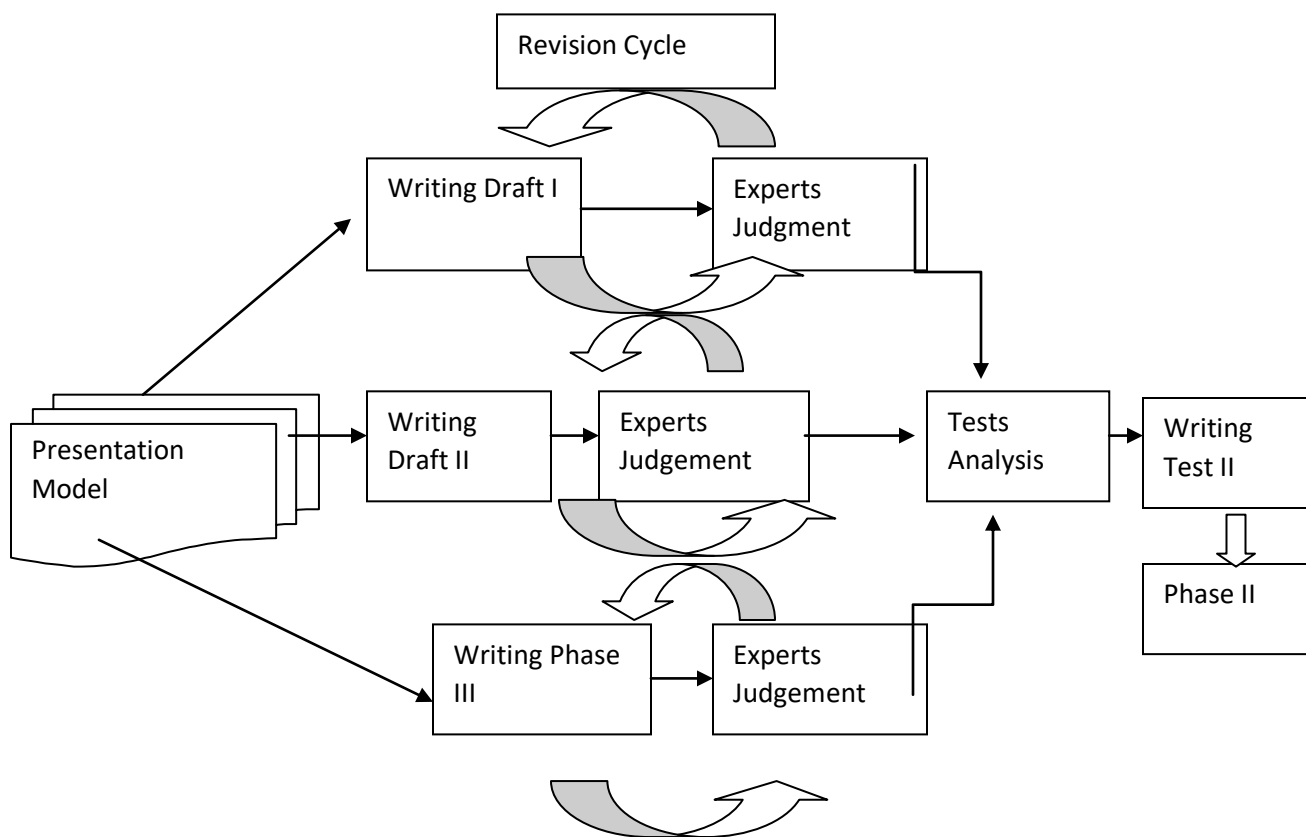 Revision Cycle
Writing Draft I
Experts
Judgment
Presentation
Model
Writing
Draft II
Experts
Judgement
Tests
Analysis
Writing
Test II
Phase II
Writing Phase
III
Experts
Judgement